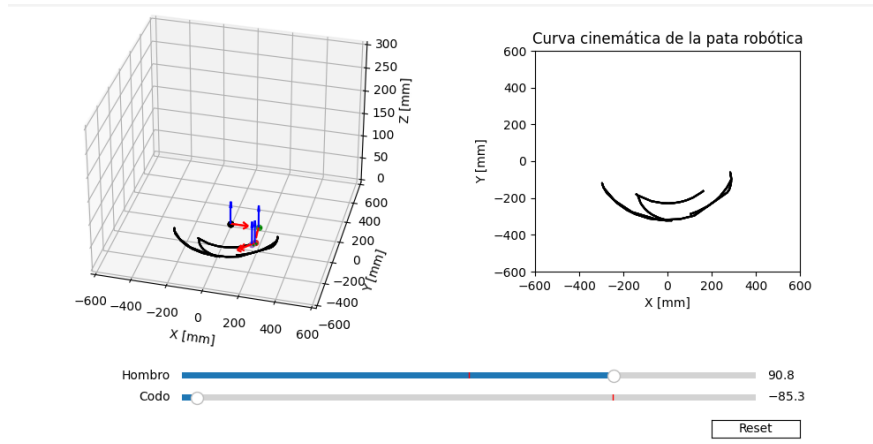 300
250
200
150
100
50
0
Z [mm]
600
400
200
0
−200
−400
−600
Y [mm]
−600 −400 −200 0 200 400 600
X [mm]
Curva cinemática de la pata robótica
600
400
200
0
−200
−400
−600
Y [mm]
−600 −400 −200 0 200 400 600
X [mm]
Hombro 90.8
Codo −85.3
Reset